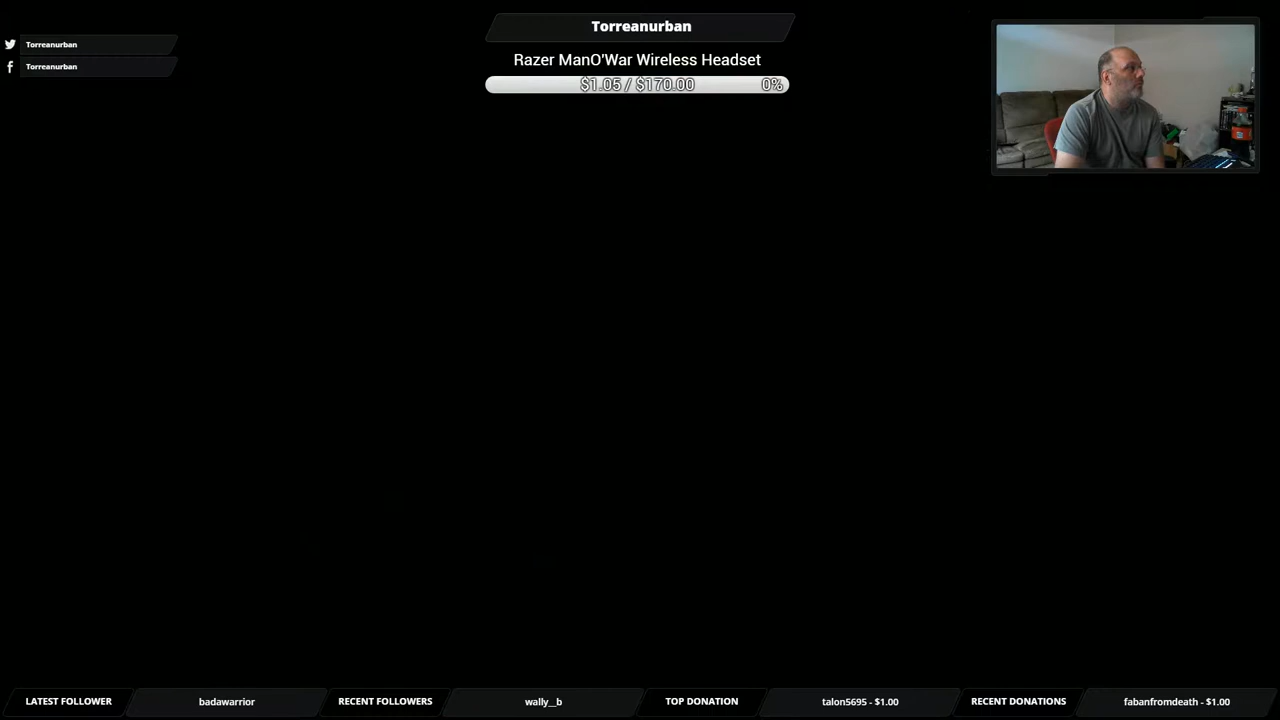 Torreanurban
Torreanurban
Torreanurban
Razer ManO'War Wireless Headset
$1.05 / $170.00 0%
LATEST FOLLOWER badawarrior RECENT FOLLOWERS wally__b TOP DONATION talon5695 - $1.00 RECENT DONATIONS fabanfromdeath - $1.00